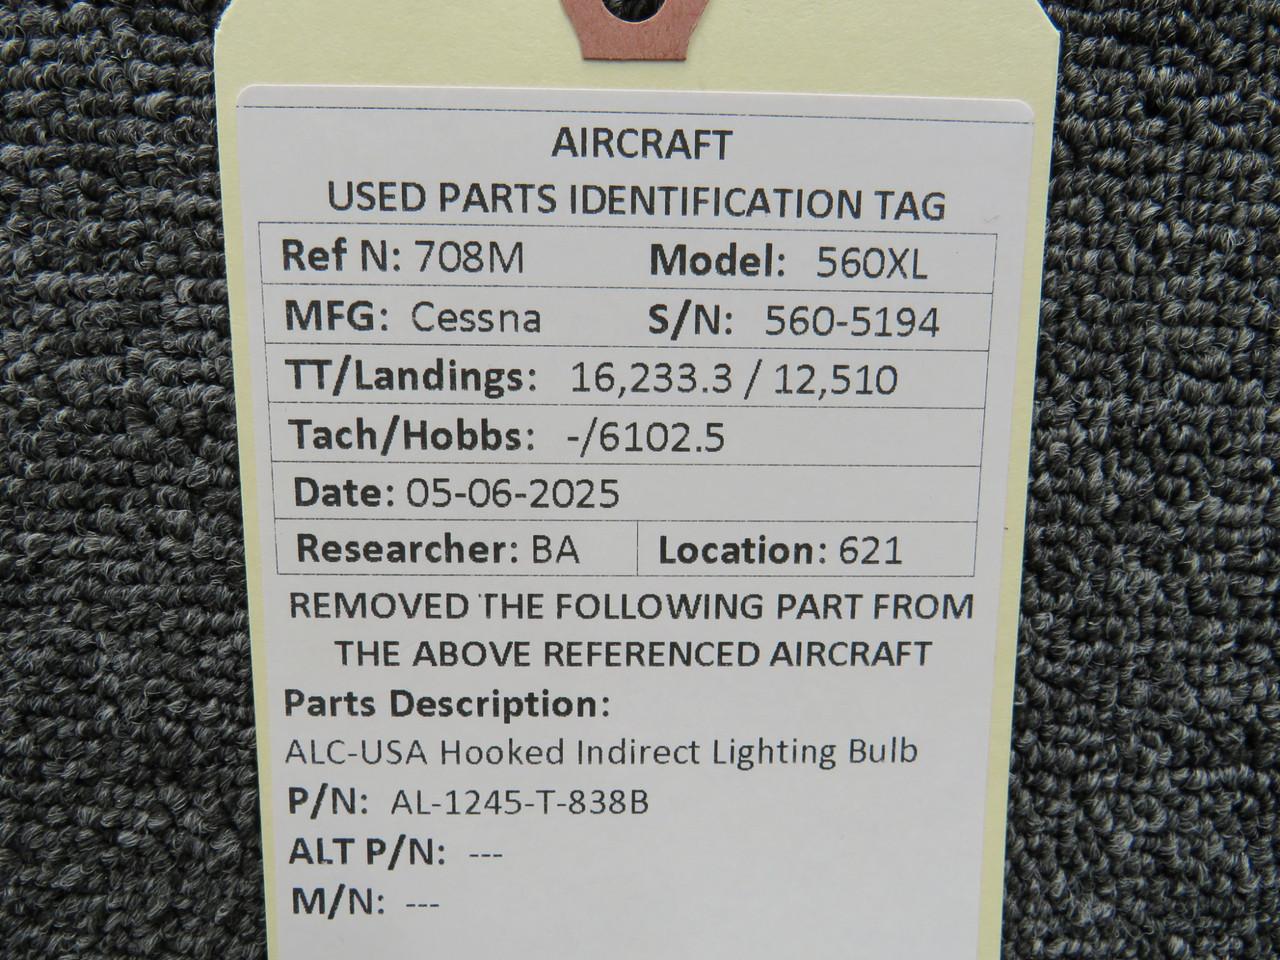 AIRCRAFT
USED PARTS IDENTIFICATION TAG
Ref N: 708M Model: 560XL
MFG: Cessna S/N: 560-5194
TT/Landings: 16,233.3 / 12,510
Tach/Hobbs: -/6102.5
Date: 05-06-2025
Researcher: BA Location: 621
REMOVED THE FOLLOWING PART FROM
THE ABOVE REFERENCED AIRCRAFT
Parts Description:
ALC-USA Hooked Indirect Lighting Bulb
P/N: AL-1245-T-838B
ALT P/N: ---
M/N: ---